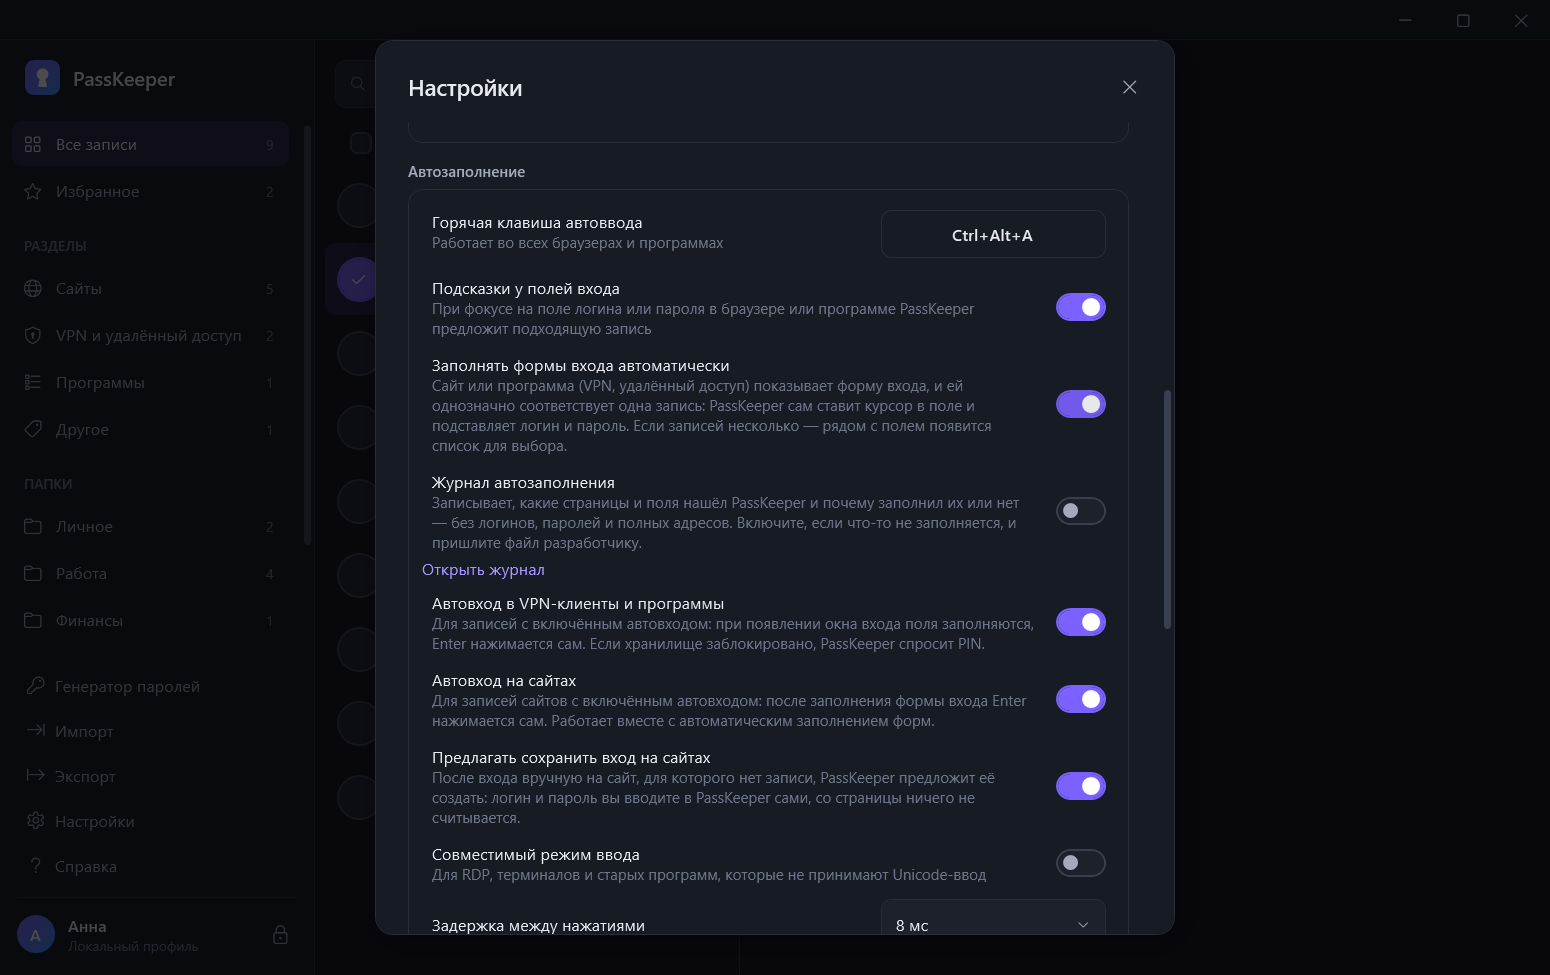 PassKeeper
Все записи 9
Избранное 2
РАЗДЕЛЫ
Сайты 5
VPN и удалённый доступ 2
Программы 1
Другое 1
ПАПКИ
Личное 2
Работа 4
Финансы 1
Генератор паролей
Импорт
Экспорт
Настройки
Справка
А
Анна
Локальный профиль
Настройки
Автозаполнение
Горячая клавиша автоввода
Работает во всех браузерах и программах
Ctrl+Alt+A
Подсказки у полей входа
При фокусе на поле логина или пароля в браузере или программе PassKeeper
предложит подходящую запись
Заполнять формы входа автоматически
Сайт или программа (VPN, удалённый доступ) показывает форму входа, и ей
однозначно соответствует одна запись: PassKeeper сам ставит курсор в поле и
подставляет логин и пароль. Если записей несколько — рядом с полем появится
список для выбора.
Журнал автозаполнения
Записывает, какие страницы и поля нашёл PassKeeper и почему заполнил их или нет
— без логинов, паролей и полных адресов. Включите, если что-то не заполняется, и
пришлите файл разработчику.
Открыть журнал
Автовход в VPN-клиенты и программы
Для записей с включённым автовходом: при появлении окна входа поля заполняются,
Enter нажимается сам. Если хранилище заблокировано, PassKeeper спросит PIN.
Автовход на сайтах
Для записей сайтов с включённым автовходом: после заполнения формы входа Enter
нажимается сам. Работает вместе с автоматическим заполнением форм.
Предлагать сохранить вход на сайтах
После входа вручную на сайт, для которого нет записи, PassKeeper предложит её
создать: логин и пароль вы вводите в PassKeeper сами, со страницы ничего не
считывается.
Совместимый режим ввода
Для RDP, терминалов и старых программ, которые не принимают Unicode-ввод
Задержка между нажатиями
8 мс